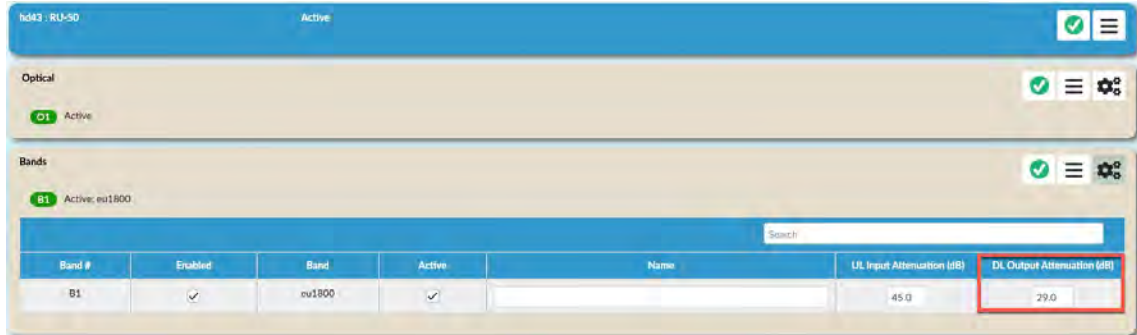 hd43 : RU-50 Active
Optical
O1 Active
Bands
B1 Active: eu1800
Search
Band # Enabled Band Active Name UL Input Attenuation (dB) DL Output Attenuation (dB)
B1 eu1800 45.0 29.0